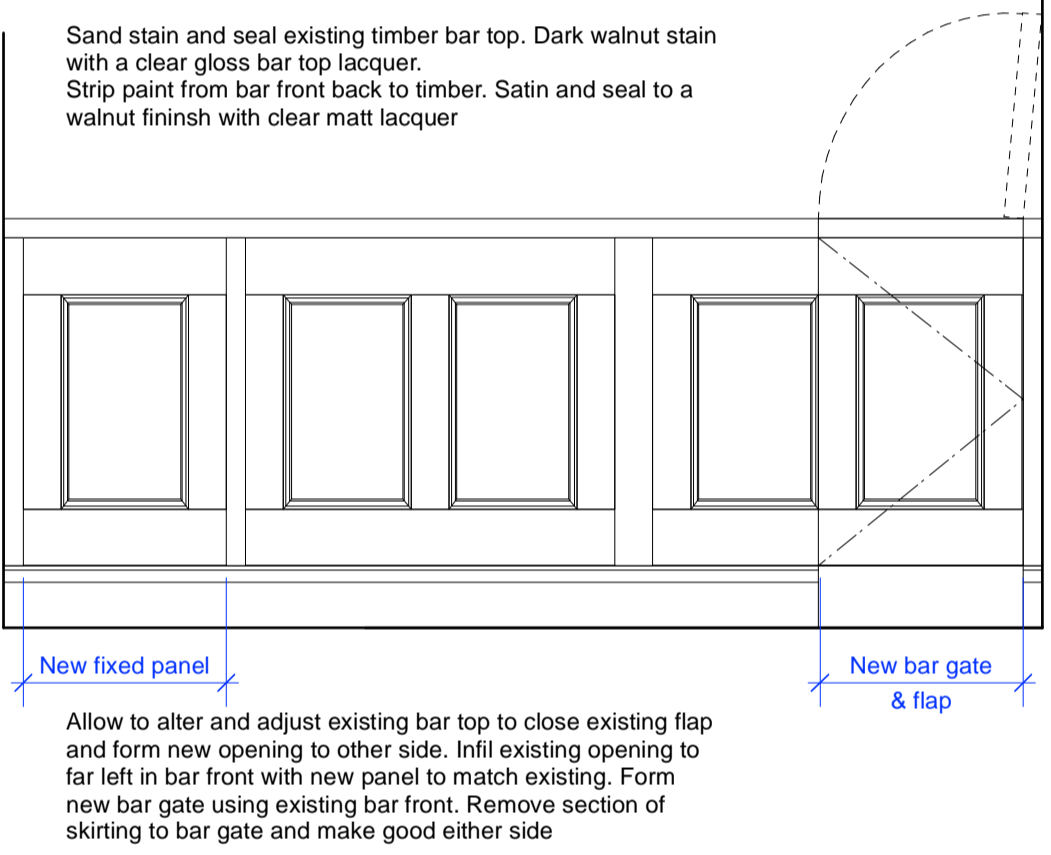 Sand stain and seal existing timber bar top. Dark walnut stain
with a clear gloss bar top lacquer.
Strip paint from bar front back to timber. Satin and seal to a
walnut fininsh with clear matt lacquer
New fixed panel
New bar gate
& flap
Allow to alter and adjust existing bar top to close existing flap
and form new opening to other side. Infil existing opening to
far left in bar front with new panel to match existing. Form
new bar gate using existing bar front. Remove section of
skirting to bar gate and make good either side